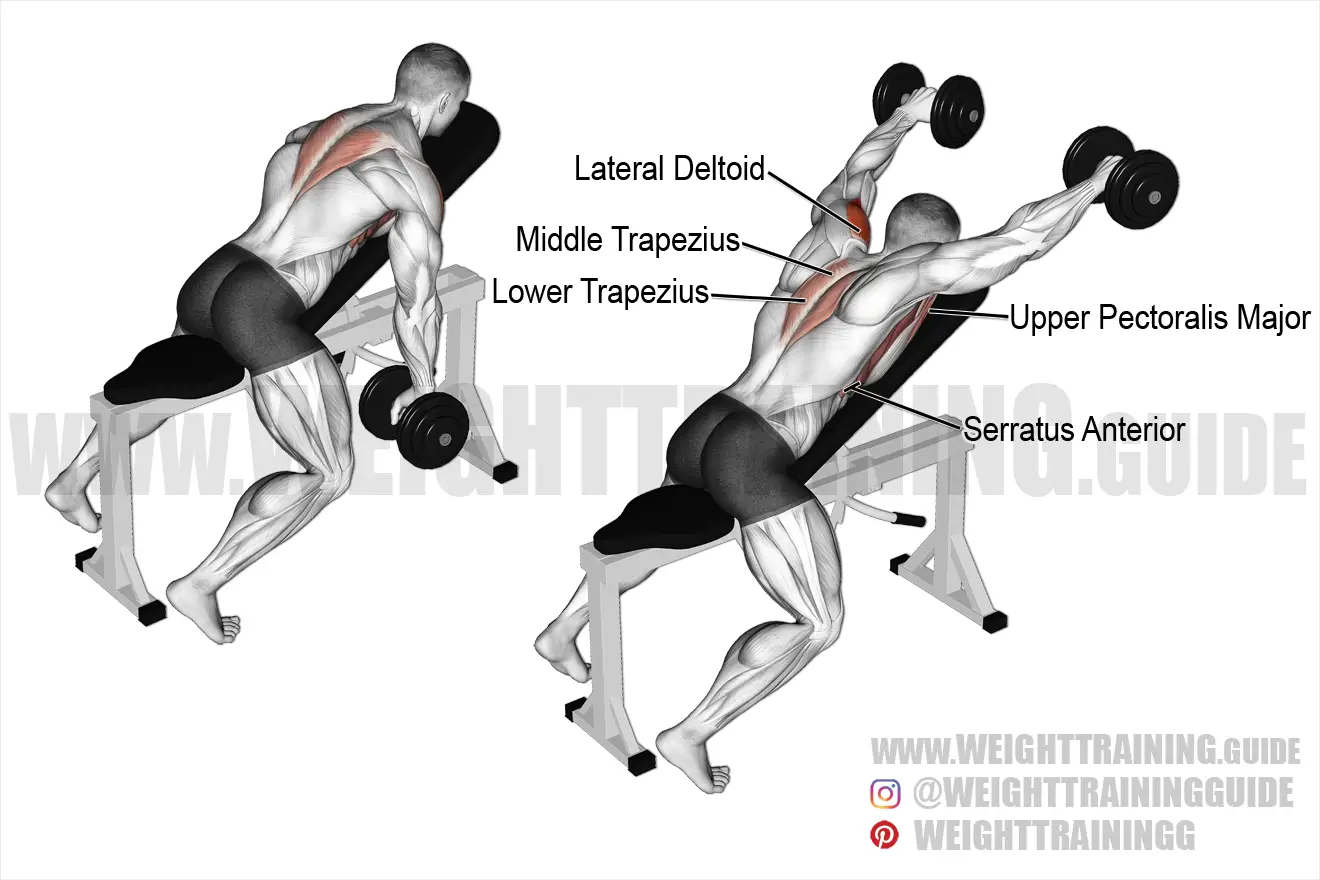 Lateral Deltoid
Middle Trapezius
Lower Trapezius
Upper Pectoralis Major
Serratus Anterior
WWW.WEIGHTTRAINING.GUIDE
WWW.WEIGHTTRAINING.GUIDE
@WEIGHTTRAININGGUIDE
WEIGHTTRAININGG